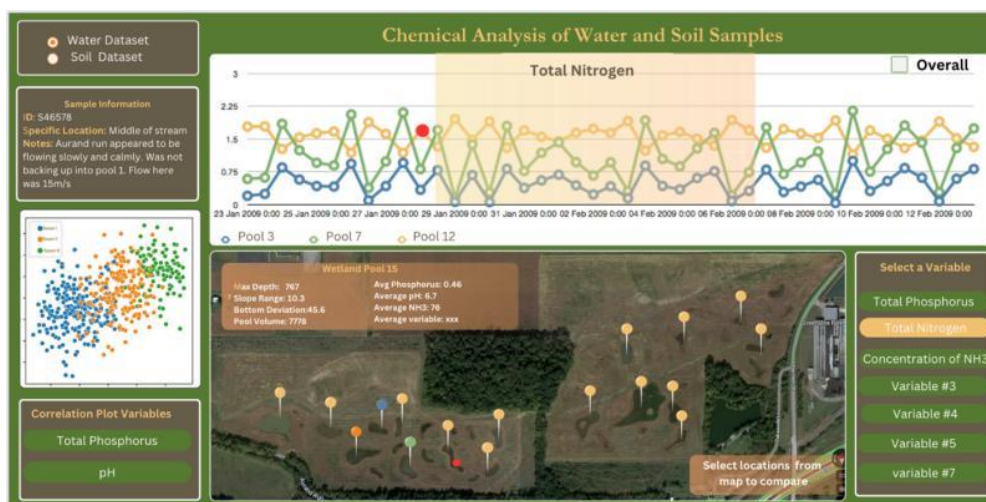 Water Dataset
Soil Dataset
Sample Information
ID: S46578
Specific Location: Middle of stream
Notes: Aurand run appeared to be
flowing slowly and calmly. Was not
backing up into pool 1. Flow here
was 15m/s
Correlation Plot Variables
Total Phosphorus
pH
Chemical Analysis of Water and Soil Samples
Total Nitrogen
Overall
3
2.25
1.5
0.75
0
23 Jan 2009 0:00 25 Jan 2009 0:00 27 Jan 2009 0:00 29 Jan 2009 0:00 31 Jan 2009 0:00 02 Feb 2009 0:00 04 Feb 2009 0:00 06 Feb 2009 0:00 08 Feb 2009 0:00 10 Feb 2009 0:00 12 Feb 2009 0:00
Pool 3 Pool 7 Pool 12
Wetland Pool 15
Max Depth: 767
Slope Range: 10.3
Bottom Deviation:45.6
Pool Volume: 7778
Avg Phosphorus: 0.46
Average pH: 6.7
Average NH3: 76
Average variable: xxx
Select locations from
map to compare
Select a Variable
Total Phosphorus
Total Nitrogen
Concentration of NH3
Variable #3
Variable #4
Variable #5
variable #7